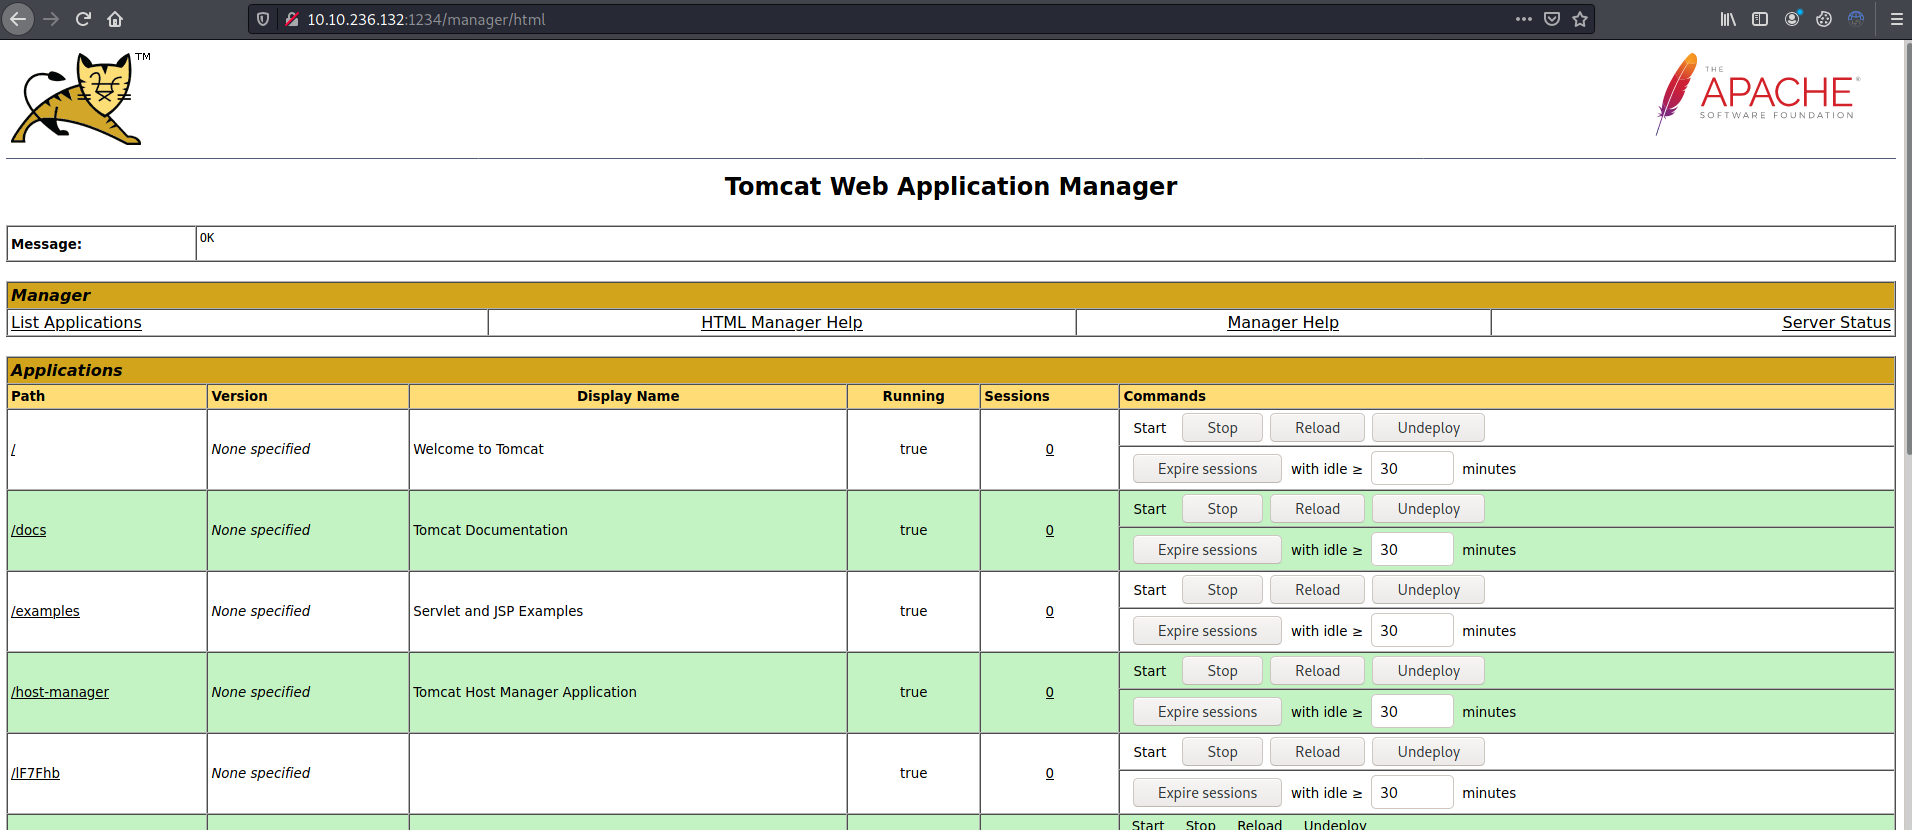 10.10.236.132:1234/manager/html
TM
THE
APACHE®
SOFTWARE FOUNDATION
Tomcat Web Application Manager
Message: OK
Manager
List Applications HTML Manager Help Manager Help Server Status
Applications
Path Version Display Name Running Sessions Commands
/ None specified Welcome to Tomcat true 0 Start Stop Reload Undeploy
Expire sessions with idle ≥ 30 minutes
/docs None specified Tomcat Documentation true 0 Start Stop Reload Undeploy
Expire sessions with idle ≥ 30 minutes
/examples None specified Servlet and JSP Examples true 0 Start Stop Reload Undeploy
Expire sessions with idle ≥ 30 minutes
/host-manager None specified Tomcat Host Manager Application true 0 Start Stop Reload Undeploy
Expire sessions with idle ≥ 30 minutes
/lF7Fhb None specified true 0 Start Stop Reload Undeploy
Expire sessions with idle ≥ 30 minutes
Start Stop Reload Undeploy